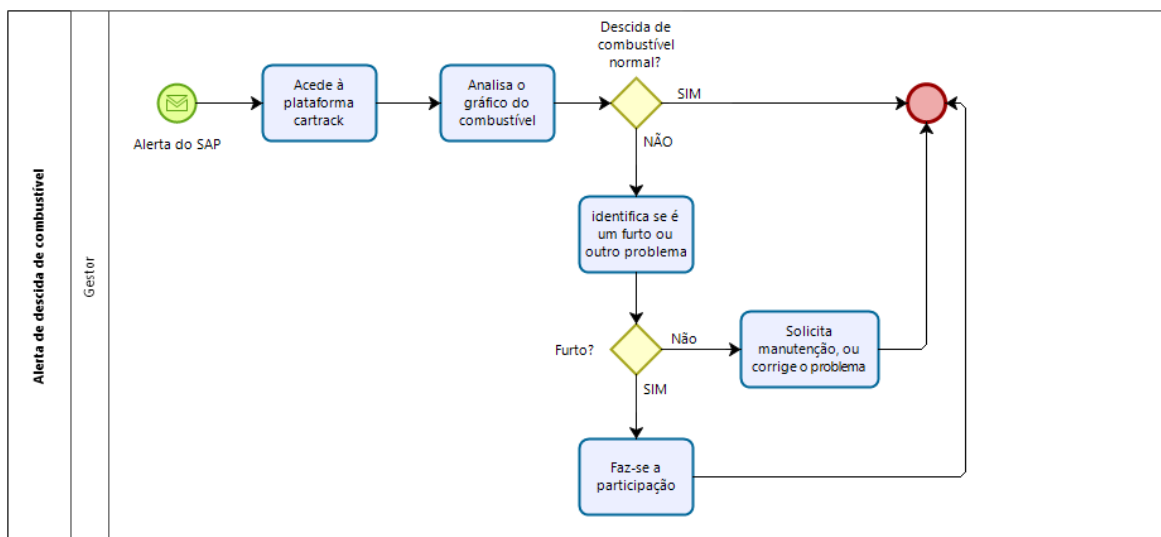 Alerta de descida de combustível
Gestor
Alerta do SAP
Acede à
plataforma
cartrack
Analisa o
gráfico do
combustível
Descida de
combustível
normal?
SIM
NÃO
identifica se é
um furto ou
outro problema
Furto?
Não
Solicita
manutenção, ou
corrige o problema
SIM
Faz-se a
participação